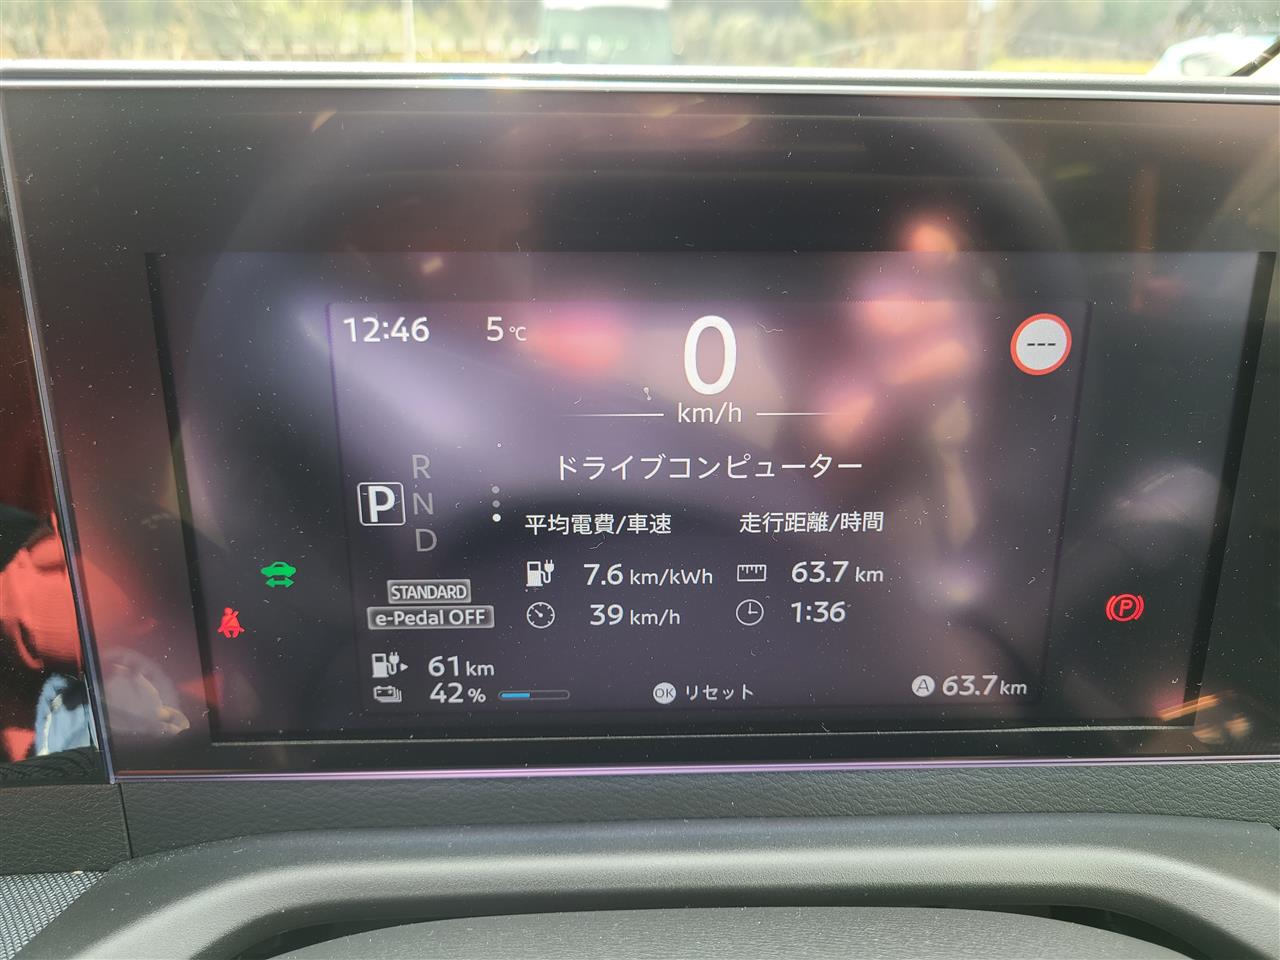 12:46 5℃
0
km/h
---
R
P N
D
ドライブコンピューター
平均電費/車速 走行距離/時間
7.6 km/kWh 63.7 km
39 km/h 1:36
STANDARD
e-Pedal OFF
61 km
42 %
OK リセット
A 63.7 km
P